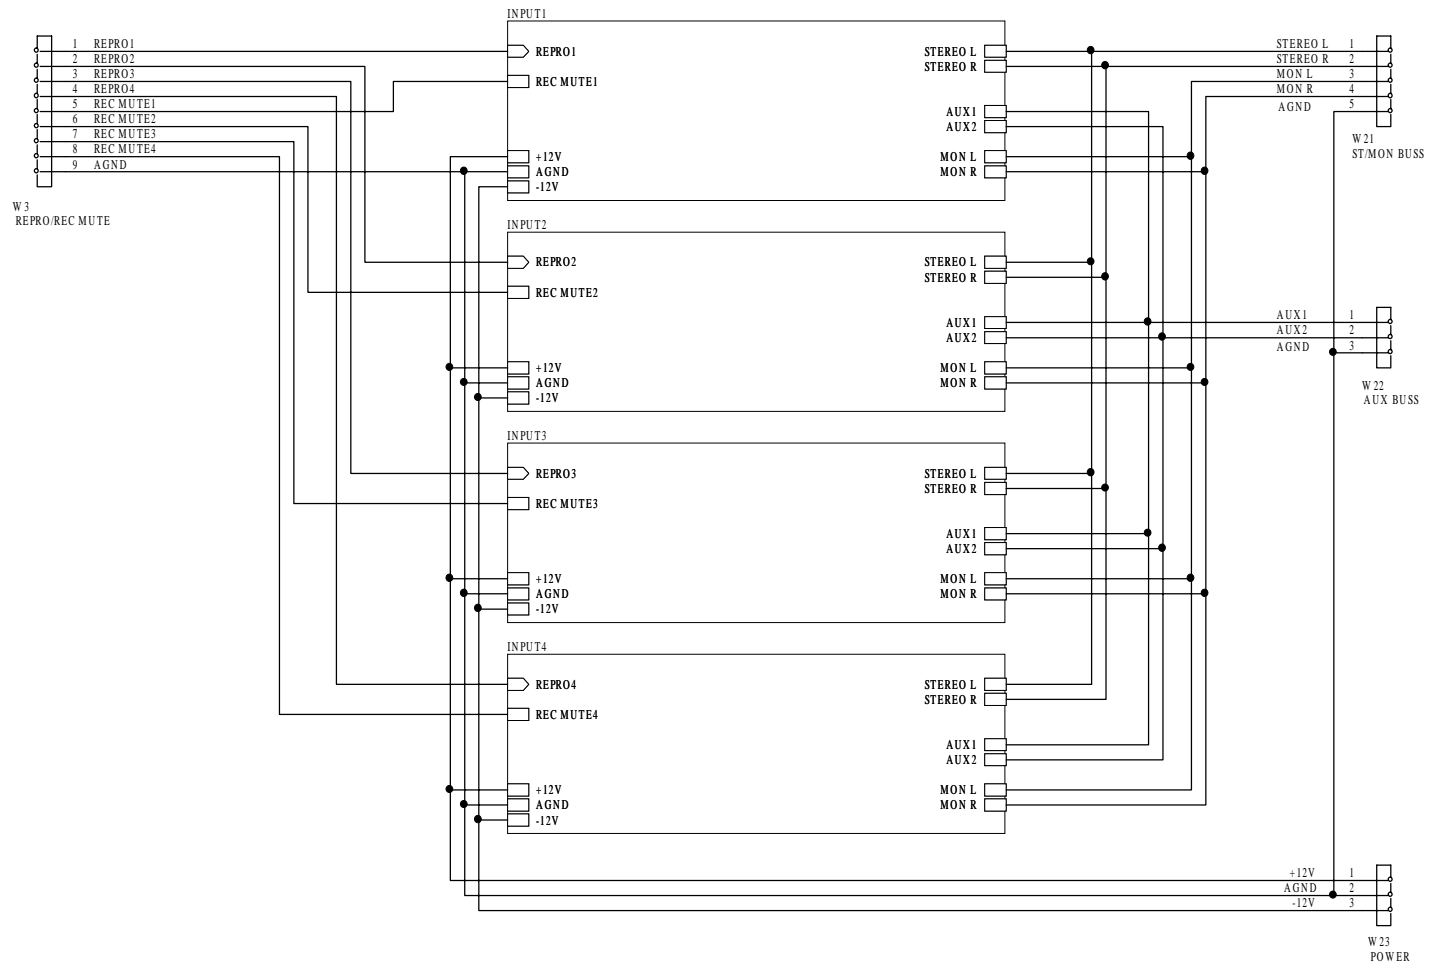 1 REPRO1
2 REPRO2
3 REPRO3
4 REPRO4
5 REC MUTE1
6 REC MUTE2
7 REC MUTE3
8 REC MUTE4
9 AGND
W3
REPRO/REC MUTE
INPUT1
REPRO1
REC MUTE1
+12V
AGND
-12V
STEREO L
STEREO R
AUX1
AUX2
MON L
MON R
INPUT2
REPRO2
REC MUTE2
+12V
AGND
-12V
STEREO L
STEREO R
AUX1
AUX2
MON L
MON R
INPUT3
REPRO3
REC MUTE3
+12V
AGND
-12V
STEREO L
STEREO R
AUX1
AUX2
MON L
MON R
INPUT4
REPRO4
REC MUTE4
+12V
AGND
-12V
STEREO L
STEREO R
AUX1
AUX2
MON L
MON R
STEREO L 1
STEREO R 2
MON L 3
MON R 4
AGND 5
W21
ST/MON BUSS
AUX1 1
AUX2 2
AGND 3
W22
AUX BUSS
+12V 1
AGND 2
-12V 3
W23
POWER